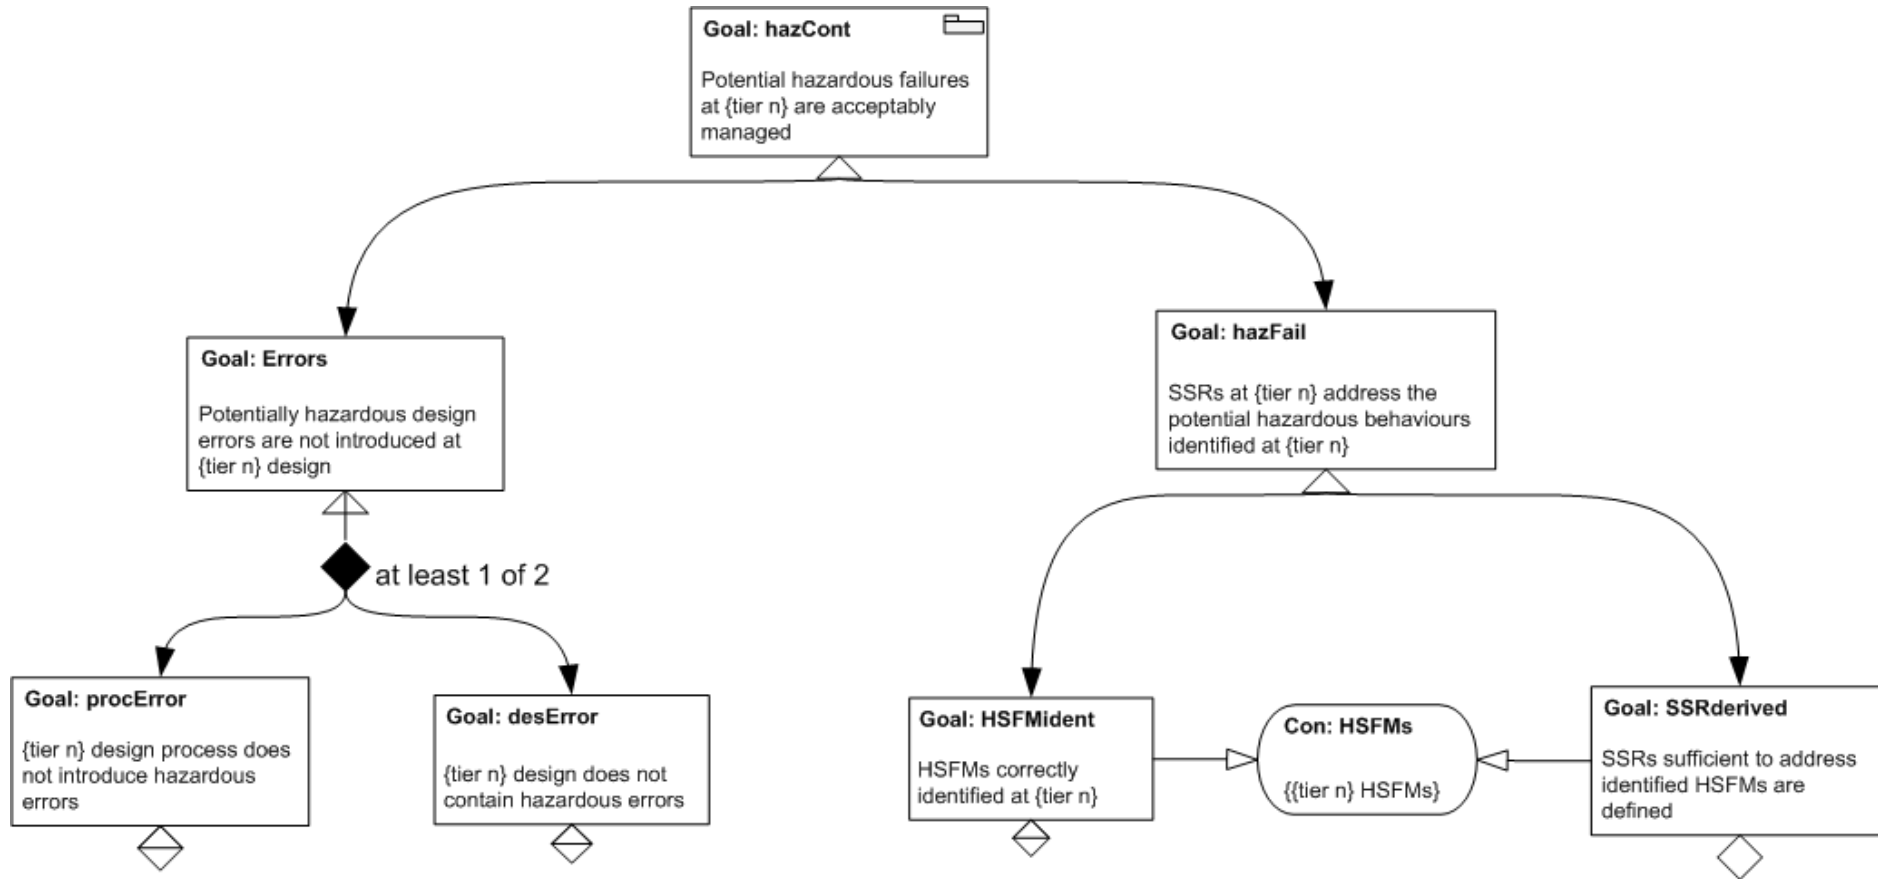 Goal: hazCont
Potential hazardous failures
at {tier n} are acceptably
managed
Goal: Errors
Potentially hazardous design
errors are not introduced at
{tier n} design
Goal: hazFail
SSRs at {tier n} address the
potential hazardous behaviours
identified at {tier n}
at least 1 of 2
Goal: procError
{tier n} design process does
not introduce hazardous
errors
Goal: desError
{tier n} design does not
contain hazardous errors
Goal: HSFMident
HSFMs correctly
identified at {tier n}
Con: HSFMs
{{tier n} HSFMs}
Goal: SSRderived
SSRs sufficient to address
identified HSFMs are
defined